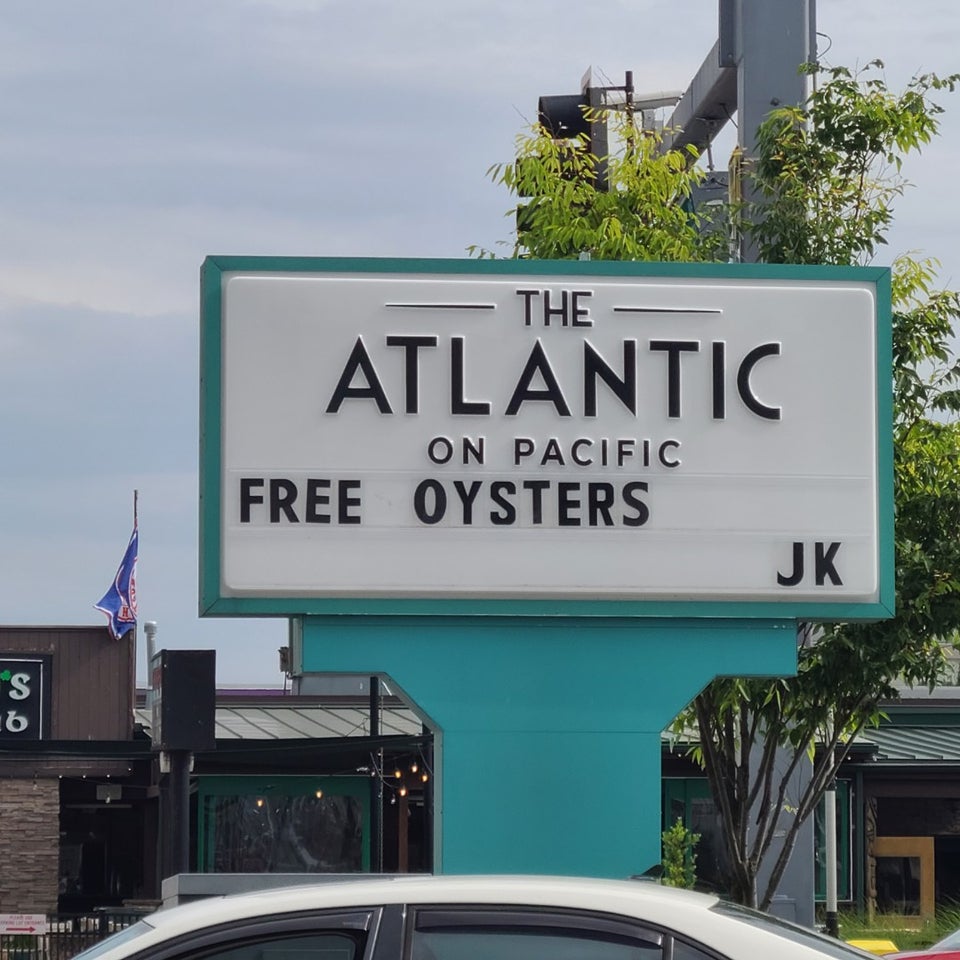 THE
ATLANTIC
ON PACIFIC
FREE OYSTERS
JK